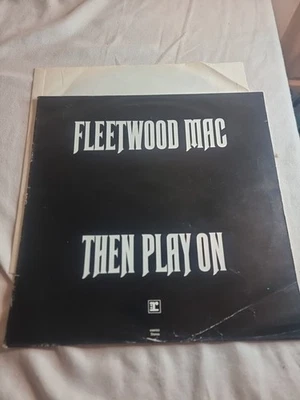 FLEETWOOD MAC
THEN PLAY ON